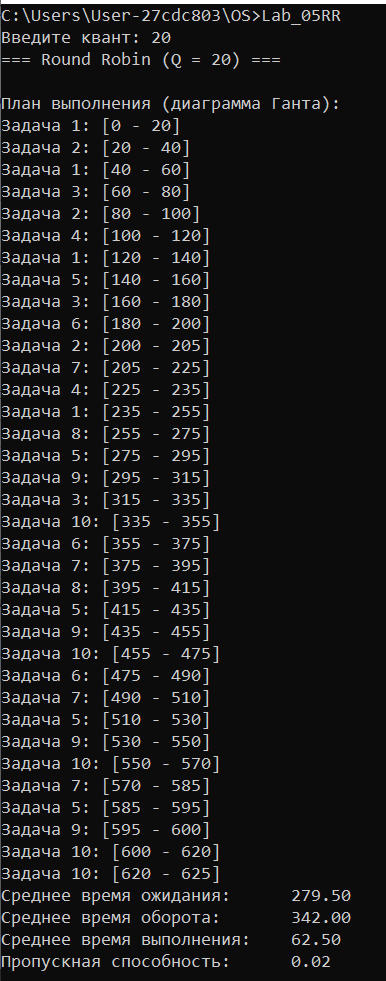 C:\Users\User-27cdc803\OS>Lab_05RR
Введите квант: 20
=== Round Robin (Q = 20) ===

План выполнения (диаграмма Ганта):
Задача 1: [0 - 20]
Задача 2: [20 - 40]
Задача 1: [40 - 60]
Задача 3: [60 - 80]
Задача 2: [80 - 100]
Задача 4: [100 - 120]
Задача 1: [120 - 140]
Задача 5: [140 - 160]
Задача 3: [160 - 180]
Задача 6: [180 - 200]
Задача 2: [200 - 205]
Задача 7: [205 - 225]
Задача 4: [225 - 235]
Задача 1: [235 - 255]
Задача 8: [255 - 275]
Задача 5: [275 - 295]
Задача 9: [295 - 315]
Задача 3: [315 - 335]
Задача 10: [335 - 355]
Задача 6: [355 - 375]
Задача 7: [375 - 395]
Задача 8: [395 - 415]
Задача 5: [415 - 435]
Задача 9: [435 - 455]
Задача 10: [455 - 475]
Задача 6: [475 - 490]
Задача 7: [490 - 510]
Задача 5: [510 - 530]
Задача 9: [530 - 550]
Задача 10: [550 - 570]
Задача 7: [570 - 585]
Задача 5: [585 - 595]
Задача 9: [595 - 600]
Задача 10: [600 - 620]
Задача 10: [620 - 625]
Среднее время ожидания: 279.50
Среднее время оборота: 342.00
Среднее время выполнения: 62.50
Пропускная способность: 0.02